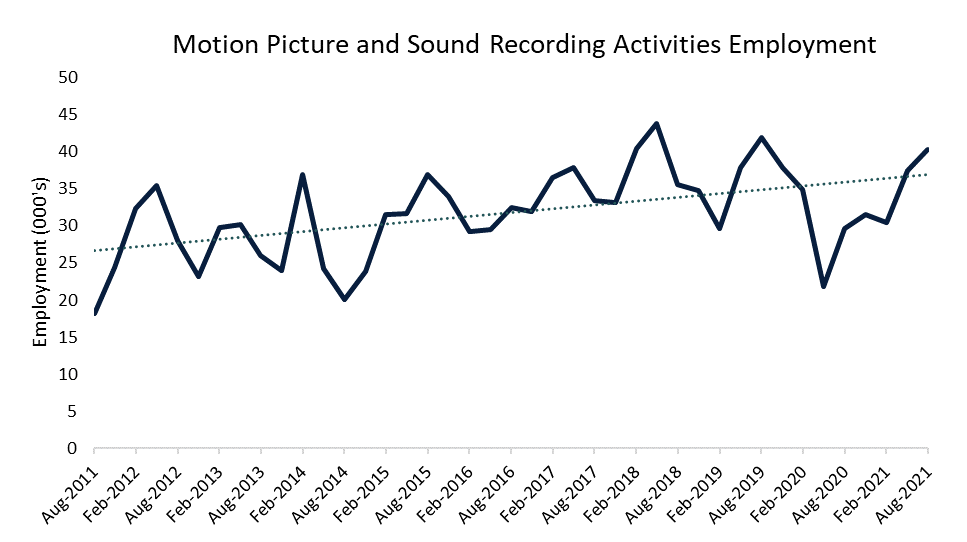 Motion Picture and Sound Recording Activities Employment
50
45
40
35
30
25
20
15
10
5
0
Employment (000's)
Aug-2011
Feb-2012
Aug-2012
Feb-2013
Aug-2013
Feb-2014
Aug-2014
Feb-2015
Aug-2015
Feb-2016
Aug-2016
Feb-2017
Aug-2017
Feb-2018
Aug-2018
Feb-2019
Aug-2019
Feb-2020
Aug-2020
Feb-2021
Aug-2021